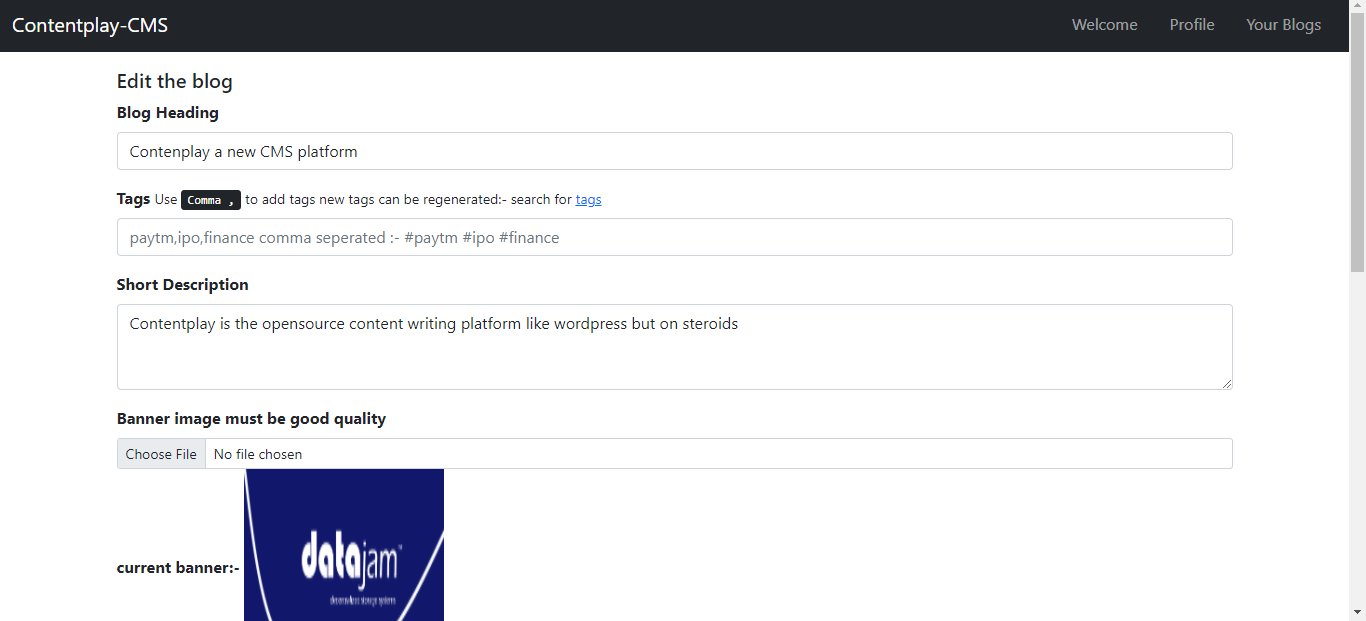 Contentplay-CMS Welcome Profile Your Blogs
Edit the blog
Blog Heading
Contenplay a new CMS platform
Tags Use Comma , to add tags new tags can be regenerated:- search for tags
paytm,ipo,finance comma seperated :- #paytm #ipo #finance
Short Description
Contentplay is the opensource content writing platform like wordpress but on steroids
Banner image must be good quality
Choose File No file chosen
current banner:-
datajam™
storage systems